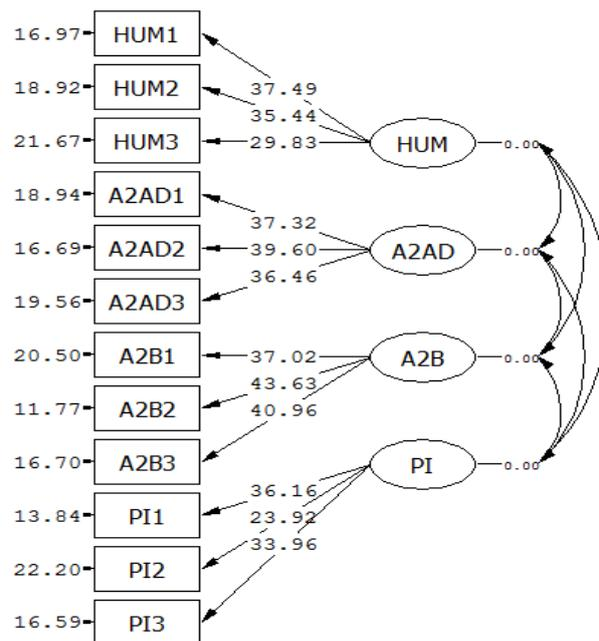 16.97 HUM1
18.92 HUM2 37.49
35.44
21.67 HUM3 29.83 HUM 0.00
18.94 A2AD1
37.32
16.69 A2AD2 39.60 A2AD 0.00
36.46
19.56 A2AD3
20.50 A2B1 37.02 A2B 0.00
43.63
11.77 A2B2
40.96
16.70 A2B3 PI 0.00
36.16
13.84 PI1 23.92
33.96
22.20 PI2
16.59 PI3